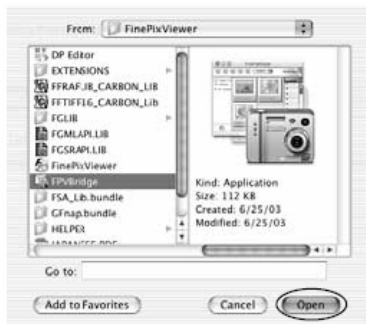 From: FinePixViewer
DP Editor
EXTENSIONS
FFRAFJB_CARBON_LIB
FFTIFF16_CARBON_Lib
FGLIB
FGMLAPI.LIB
FGSRAPI.LIB
FinePixViewer
FPVBridge
FSA_Lib.bundle
GFnap.bundle
HELPER
Kind: Application
Size: 112 KB
Created: 6/25/03
Modified: 6/25/03
Go to:
Add to Favorites
Cancel
Open